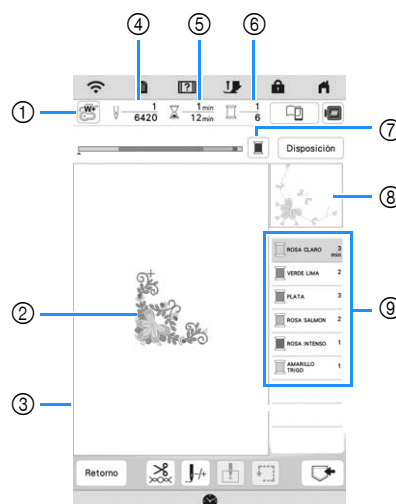 ④ ⑤ ⑥
①
W+
1
6420
1 min
12 min
1
6
⑦
Disposición
⑧
②
③
ROSA CLARO 3 min
VERDE LIMA 2
PLATA 3
ROSA SALMON 2
ROSA INTENSO 1
AMARILLO TRIGO 1
⑨
Retorno
-/+